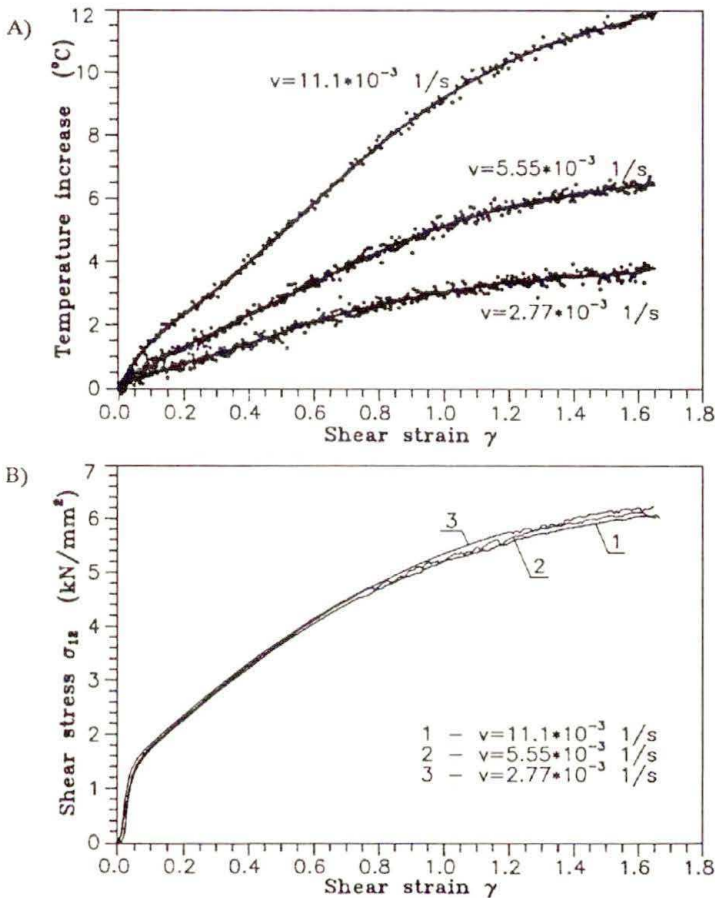 A)
Temperature increase (°C)
12
10
8
6
4
2
0
v=11.1*10⁻³ 1/s
v=5.55*10⁻³ 1/s
v=2.77*10⁻³ 1/s
0.0 0.2 0.4 0.6 0.8 1.0 1.2 1.4 1.6 1.8
Shear strain γ
B)
Shear stress σ₁₂ (kN/mm²)
7
6
5
4
3
2
1
0
3
2
1
1 – v=11.1*10⁻³ 1/s
2 – v=5.55*10⁻³ 1/s
3 – v=2.77*10⁻³ 1/s
0.0 0.2 0.4 0.6 0.8 1.0 1.2 1.4 1.6 1.8
Shear strain γ